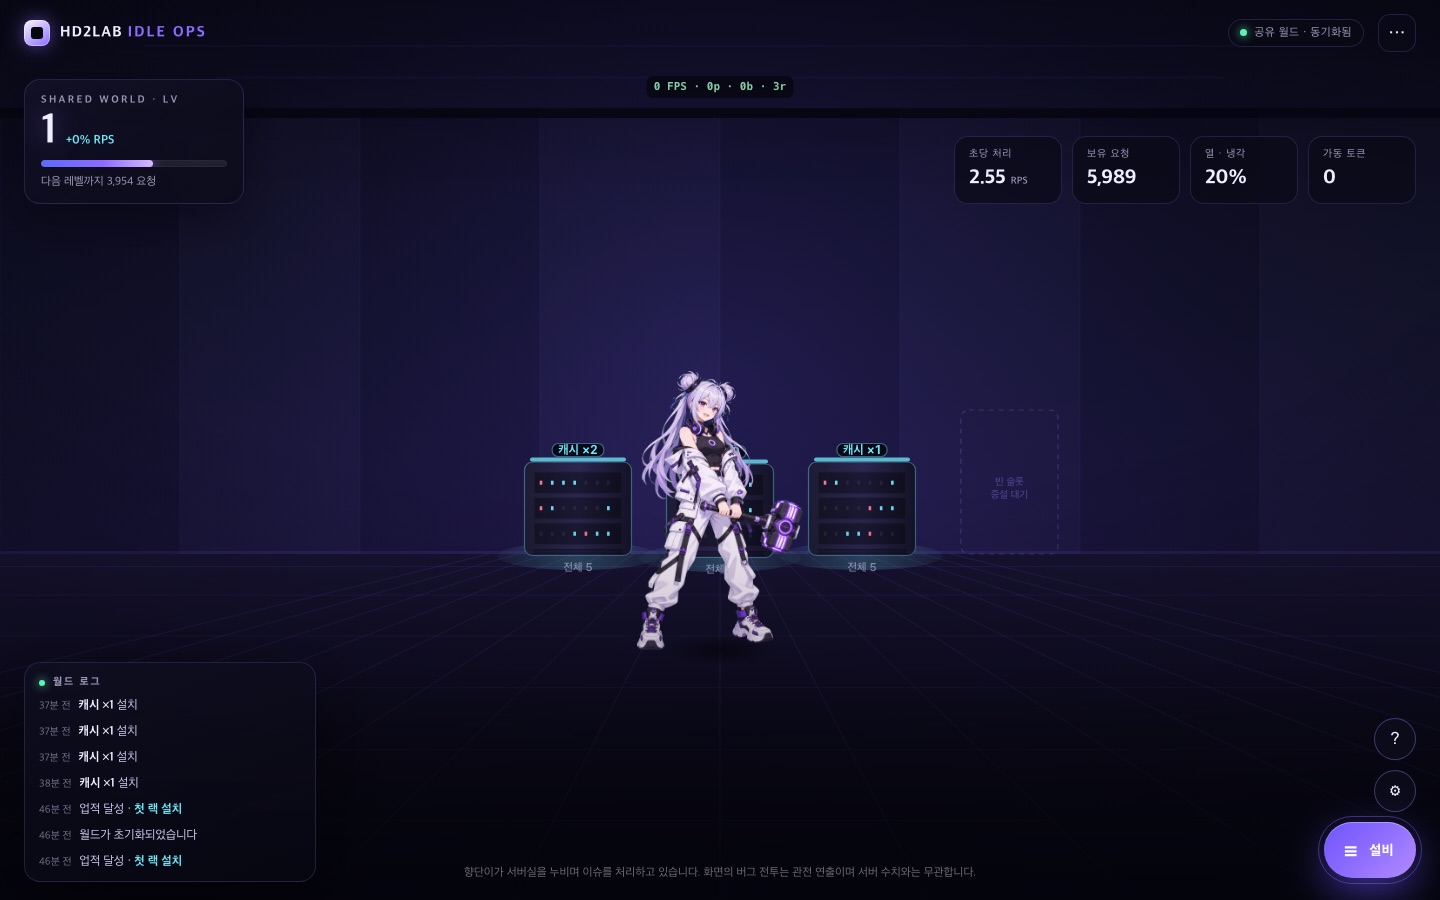 HD2LAB IDLE OPS
공유 월드 · 동기화됨
0 FPS · 0p · 0b · 3r
SHARED WORLD · LV
1 +0% RPS
다음 레벨까지 3,954 요청
초당 처리
2.55 RPS
보유 요청
5,989
열 · 냉각
20%
가동 토큰
0
캐시 ×2
캐시 ×1
빈 슬롯
증설 대기
전체 5
전체
전체 5
월드 로그
37분 전 캐시 ×1 설치
37분 전 캐시 ×1 설치
37분 전 캐시 ×1 설치
38분 전 캐시 ×1 설치
46분 전 업적 달성 · 첫 랙 설치
46분 전 월드가 초기화되었습니다
46분 전 업적 달성 · 첫 랙 설치
?
설비
향단이가 서버실을 누비며 이슈를 처리하고 있습니다. 화면의 버그 전투는 관전 연출이며 서버 수치와는 무관합니다.